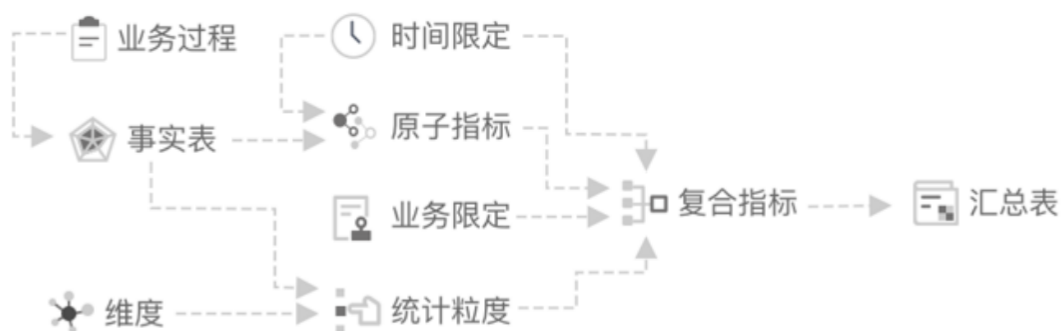 业务过程
时间限定
事实表
原子指标
业务限定
复合指标
汇总表
维度
统计粒度